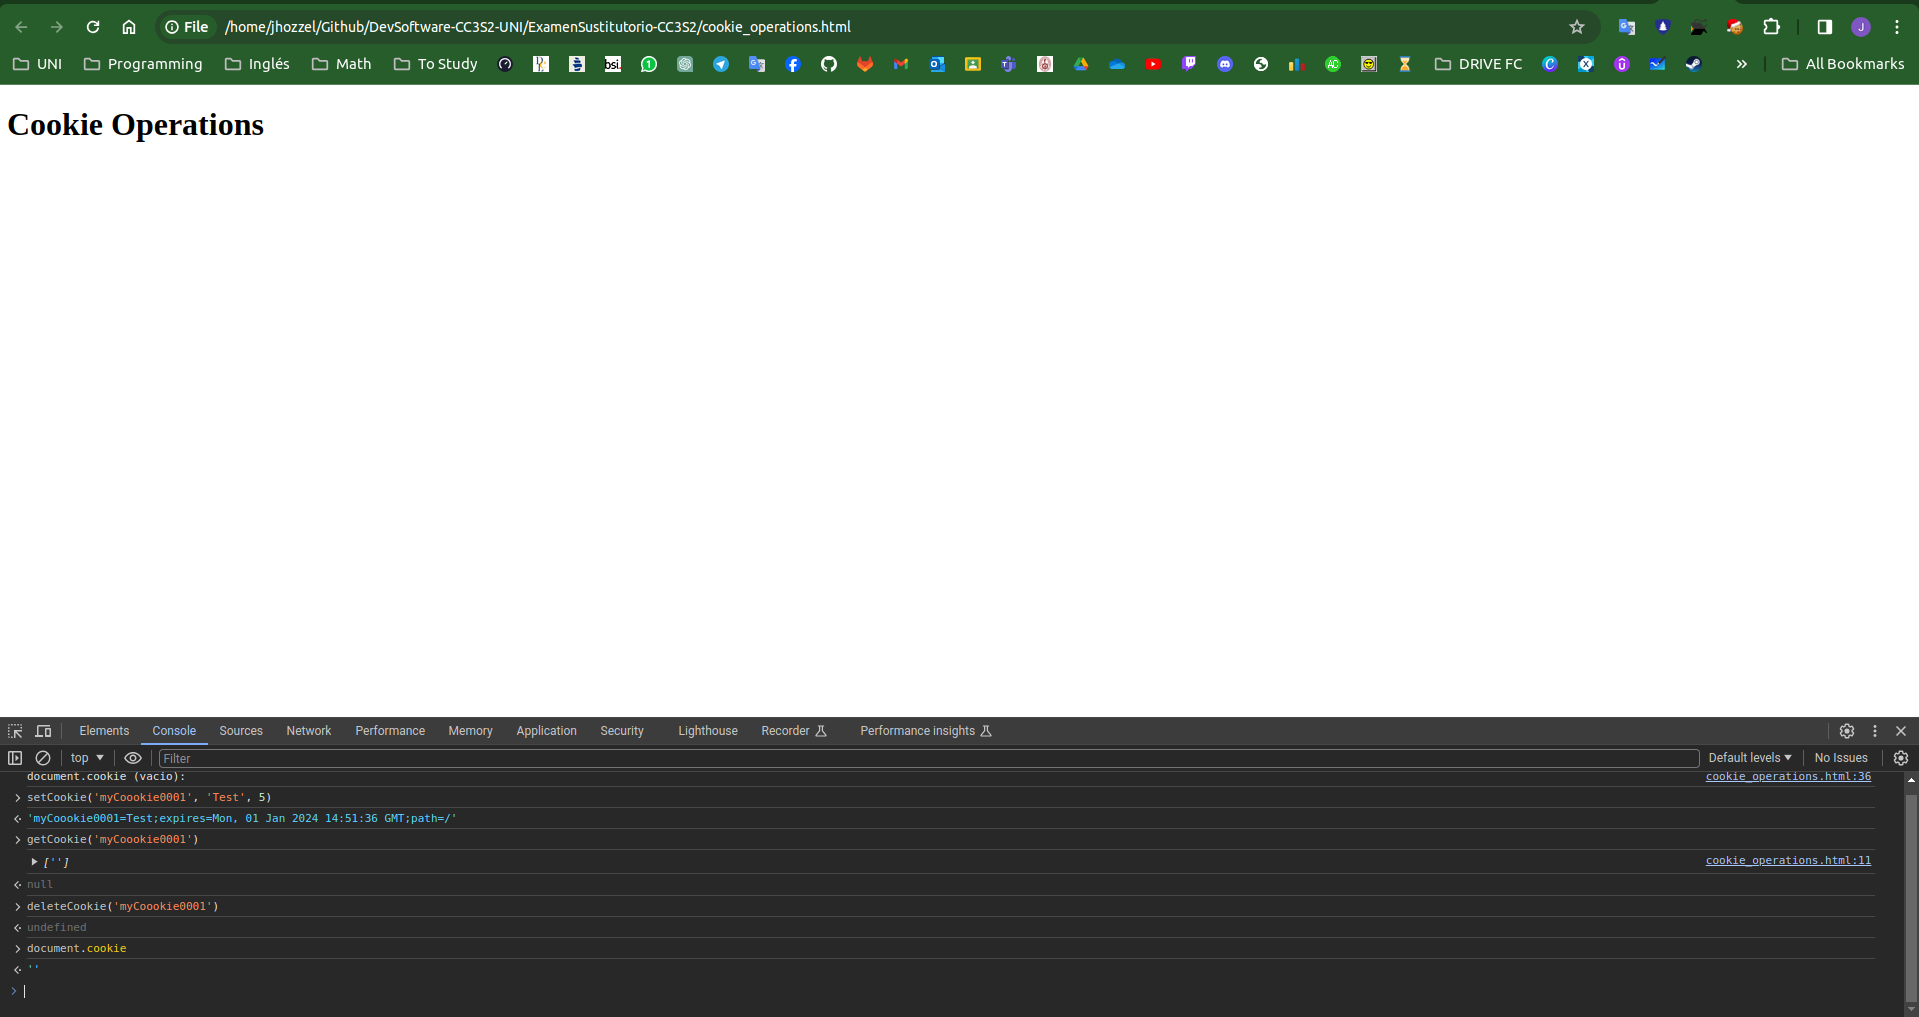 File /home/jhozzel/Github/DevSoftware-CC3S2-UNI/ExamenSustitutorio-CC3S2/cookie_operations.html J
UNI Programming Inglés Math To Study bsi. 1 DRIVE FC » All Bookmarks
Cookie Operations
Elements Console Sources Network Performance Memory Application Security Lighthouse Recorder Performance insights
top Filter Default levels No Issues
document.cookie (vacio): cookie_operations.html:36
setCookie('myCoookie0001', 'Test', 5)
'myCoookie0001=Test;expires=Mon, 01 Jan 2024 14:51:36 GMT;path=/'
getCookie('myCoookie0001')
[''] cookie_operations.html:11
null
deleteCookie('myCoookie0001')
undefined
document.cookie
''